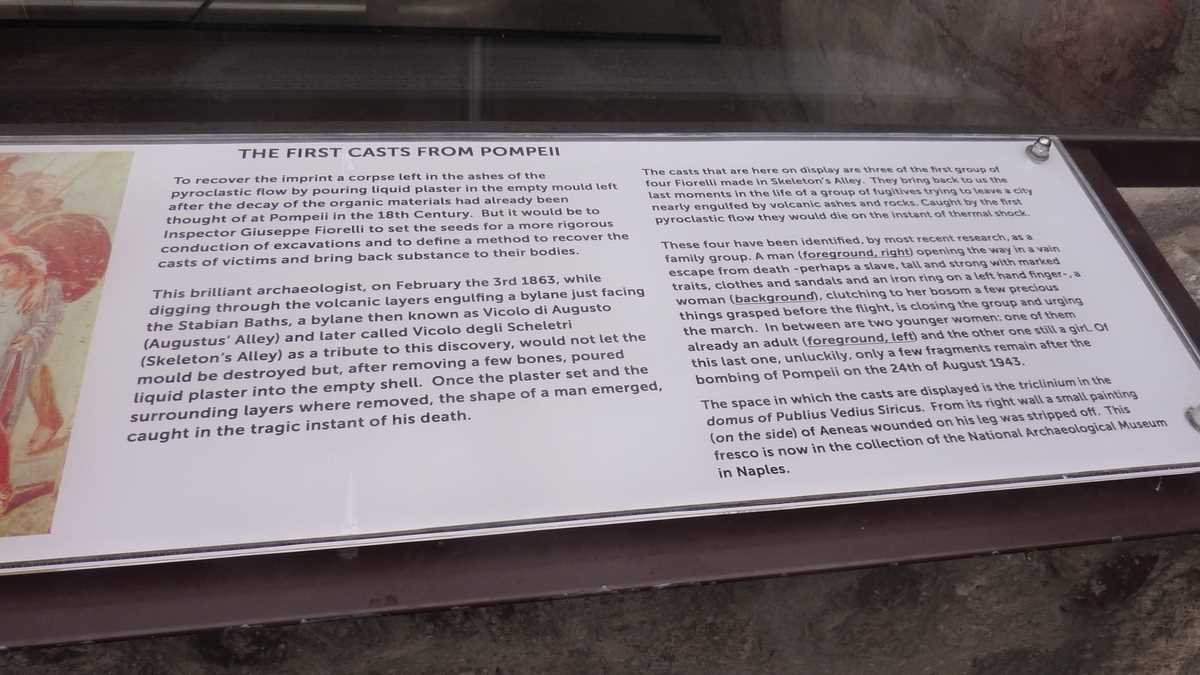 THE FIRST CASTS FROM POMPEII
To recover the imprint a corpse left in the ashes of the
pyroclastic flow by pouring liquid plaster in the empty mould left
after the decay of the organic materials had already been
thought of at Pompeii in the 18th Century. But it would be to
Inspector Giuseppe Fiorelli to set the seeds for a more rigorous
conduction of excavations and to define a method to recover the
casts of victims and bring back substance to their bodies.
This brilliant archaeologist, on February the 3rd 1863, while
digging through the volcanic layers engulfing a bylane just facing
the Stabian Baths, a bylane then known as Vicolo di Augusto
(Augustus' Alley) and later called Vicolo degli Scheletri
(Skeleton's Alley) as a tribute to this discovery, would not let the
mould be destroyed but, after removing a few bones, poured
liquid plaster into the empty shell. Once the plaster set and the
surrounding layers where removed, the shape of a man emerged,
caught in the tragic instant of his death.
The casts that are here on display are three of the first group of
four Fiorelli made in Skeleton's Alley. They bring back to us the
last moments in the life of a group of fugitives trying to leave a city
nearly engulfed by volcanic ashes and rocks. Caught by the first
pyroclastic flow they would die on the instant of thermal shock.
These four have been identified, by most recent research, as a
family group. A man (foreground, right) opening the way in a vain
escape from death -perhaps a slave, tall and strong with marked
traits, clothes and sandals and an iron ring on a left hand finger-, a
woman (background), clutching to her bosom a few precious
things grasped before the flight, is closing the group and urging
the march. In between are two younger women: one of them
already an adult (foreground, left) and the other one still a girl. Of
this last one, unluckily, only a few fragments remain after the
bombing of Pompeii on the 24th of August 1943.
The space in which the casts are displayed is the triclinium in the
domus of Publius Vedius Siricus. From its right wall a small painting
(on the side) of Aeneas wounded on his leg was stripped off. This
fresco is now in the collection of the National Archaeological Museum
in Naples.